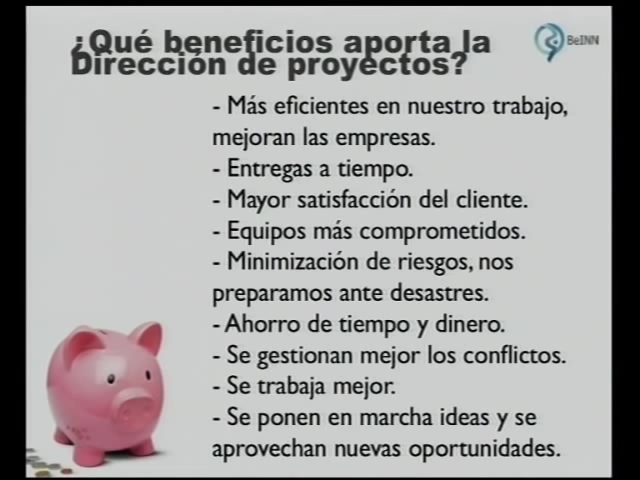 ¿Qué beneficios aporta la
Dirección de proyectos?
BeINN
- Más eficientes en nuestro trabajo,
mejoran las empresas.
- Entregas a tiempo.
- Mayor satisfacción del cliente.
- Equipos más comprometidos.
- Minimización de riesgos, nos
preparamos ante desastres.
- Ahorro de tiempo y dinero.
- Se gestionan mejor los conflictos.
- Se trabaja mejor.
- Se ponen en marcha ideas y se
aprovechan nuevas oportunidades.